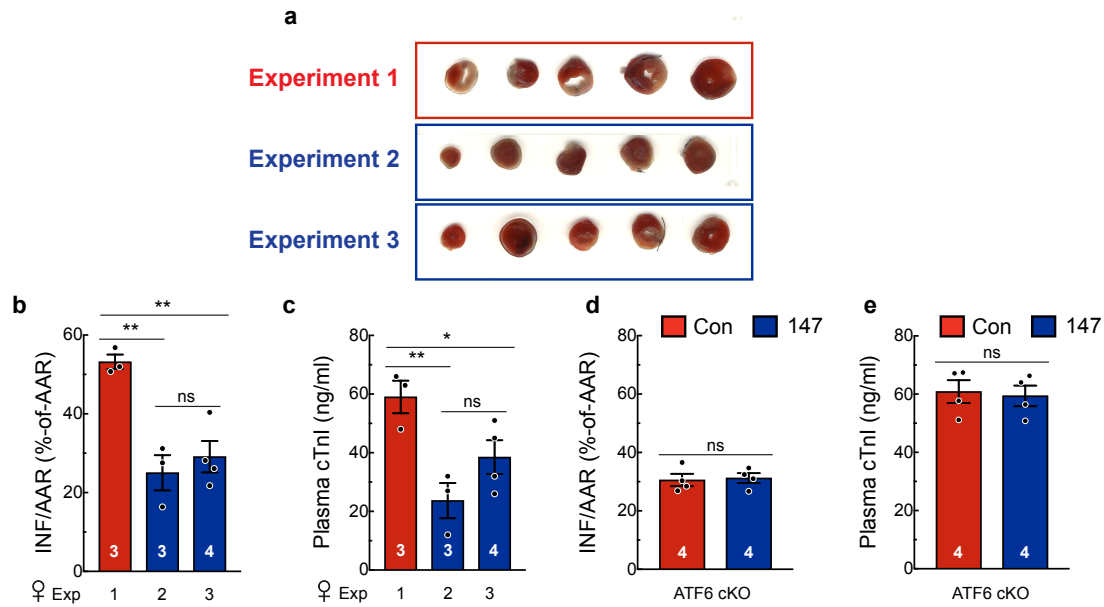 a
Experiment 1
Experiment 2
Experiment 3
b
INF/AAR (%-of-AAR)
60
40
20
0
**
**
ns
3
3
4
♀ Exp
1 2 3
c
Plasma cTnI (ng/ml)
80
60
40
20
0
*
**
ns
3
3
4
♀ Exp
1 2 3
d
Con 147
INF/AAR (%-of-AAR)
80
60
40
20
0
ns
4
4
ATF6 cKO
e
Con 147
Plasma cTnI (ng/ml)
80
60
40
20
0
ns
4
4
ATF6 cKO